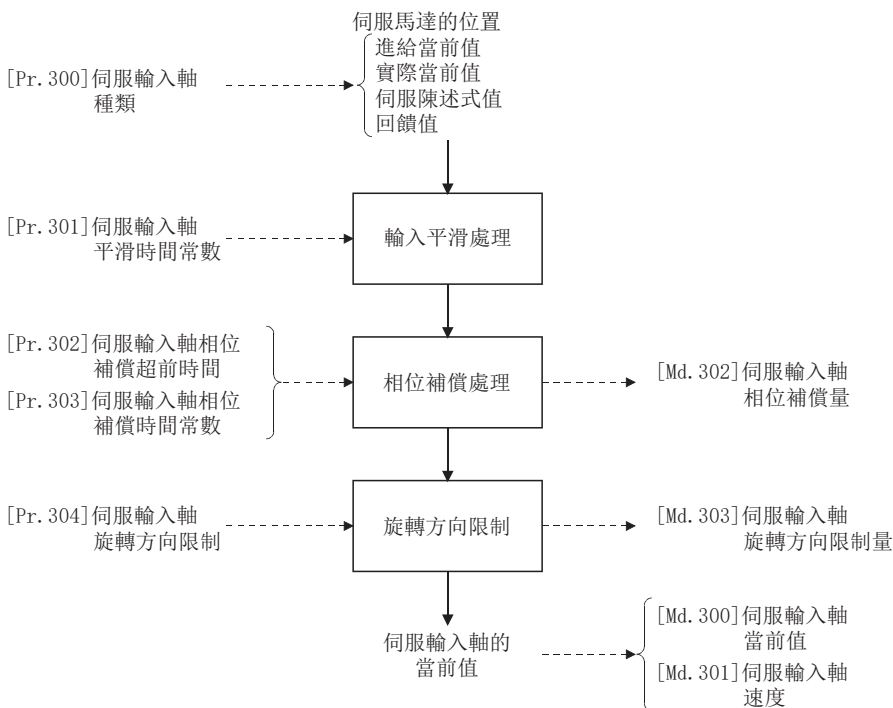 伺服馬達的位置
進給當前值
實際當前值
伺服陳述式值
回饋值
[Pr.300]伺服輸入軸
種類
[Pr.301]伺服輸入軸
平滑時間常數
輸入平滑處理
[Pr.302]伺服輸入軸相位
補償超前時間
[Pr.303]伺服輸入軸相位
補償時間常數
相位補償處理
[Md.302]伺服輸入軸
相位補償量
[Pr.304]伺服輸入軸
旋轉方向限制
旋轉方向限制
[Md.303]伺服輸入軸
旋轉方向限制量
伺服輸入軸的
當前值
[Md.300]伺服輸入軸
當前值
[Md.301]伺服輸入軸
速度